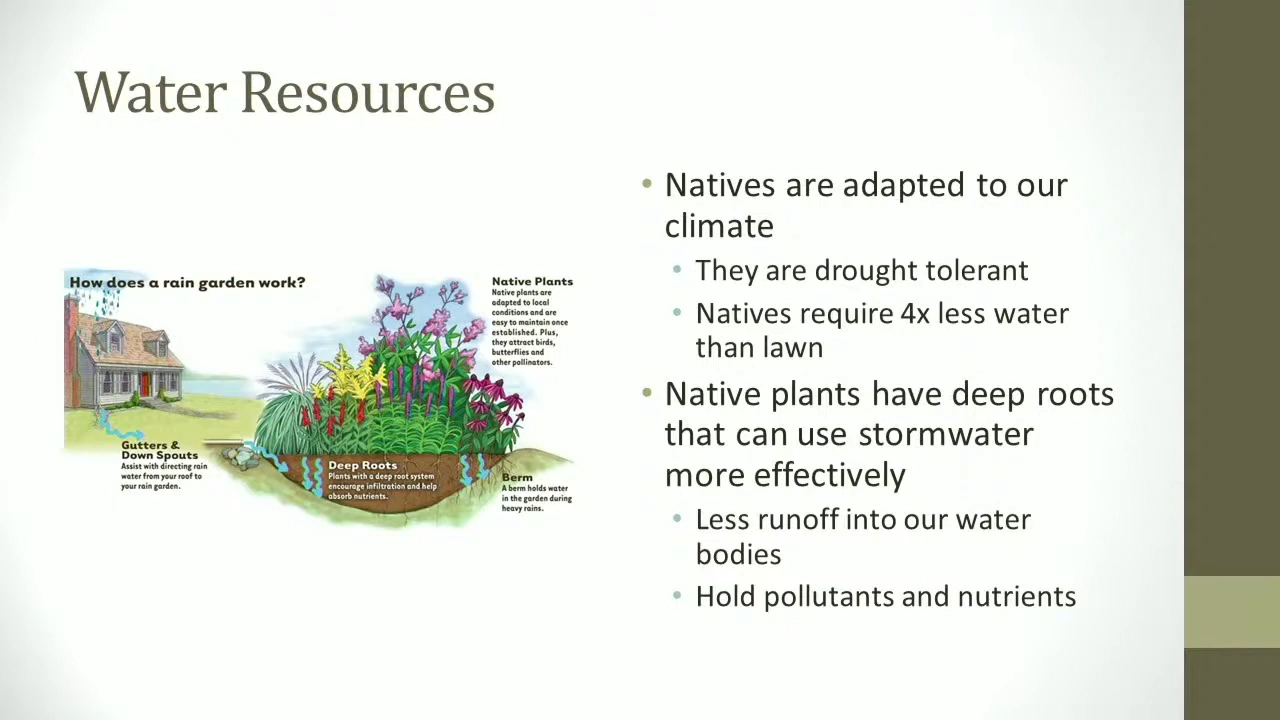 Water Resources
How does a rain garden work?
Native Plants
Native plants are
adapted to local
conditions and are
easy to maintain once
established. Plus,
they attract birds,
butterflies and
other pollinators.
Gutters &
Down Spouts
Assist with directing rain
water from your roof to
your rain garden.
Deep Roots
Plants with a deep root system
encourage infiltration and help
absorb nutrients.
Berm
A berm holds water
in the garden during
heavy rains.
• Natives are adapted to our
climate
• They are drought tolerant
• Natives require 4x less water
than lawn
• Native plants have deep roots
that can use stormwater
more effectively
• Less runoff into our water
bodies
• Hold pollutants and nutrients